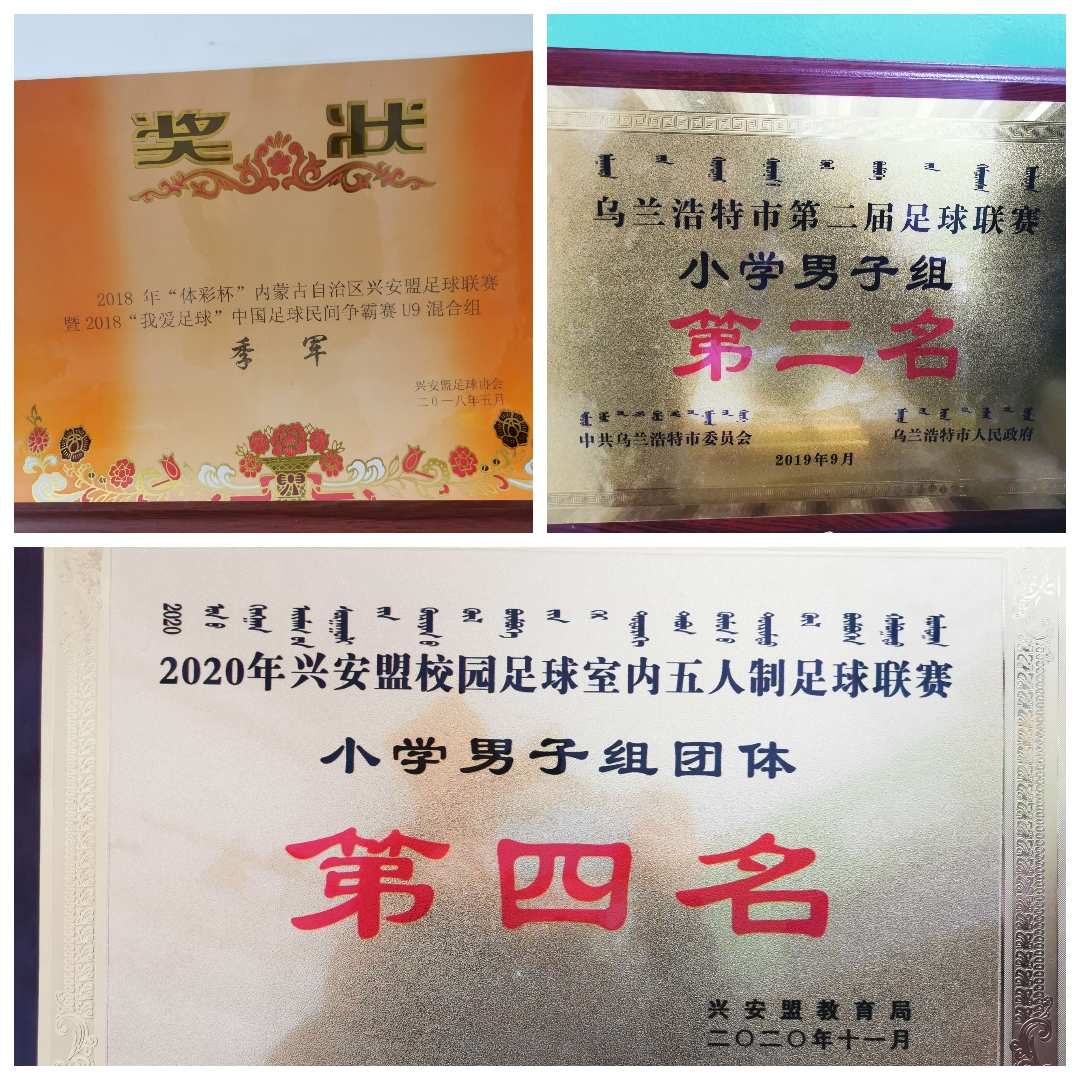 奖 状
2018 年“体彩杯”内蒙古自治区兴安盟足球联赛
暨2018“我爱足球”中国足球民间争霸赛U9混合组
季 军
兴安盟足球协会
二〇一八年五月
乌兰浩特市第二届足球联赛
小学男子组
第二名
中共乌兰浩特市委员会
乌兰浩特市人民政府
2019年9月
2020
2020年兴安盟校园足球室内五人制足球联赛
小学男子组团体
第四名
兴安盟教育局
二〇二〇年十一月